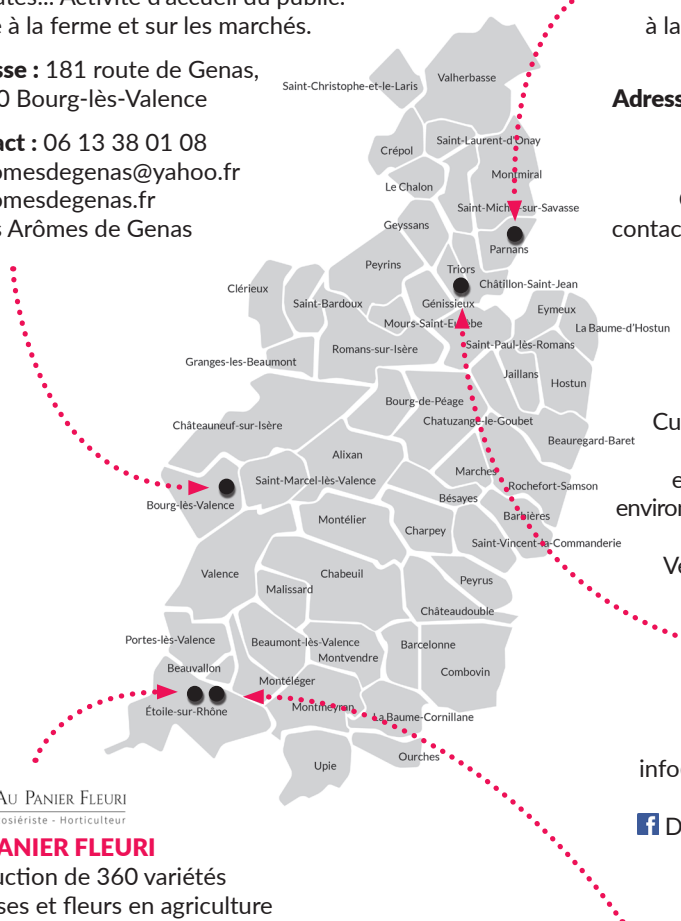 utes... Activité d'accueil du public.
e à la ferme et sur les marchés.
sse : 181 route de Genas,
0 Bourg-lès-Valence
act : 06 13 38 01 08
omesdegenas@yahoo.fr
omesdegenas.fr
s Arômes de Genas
à la
Adress
contac
Saint-Christophe-et-le-Laris
Valherbasse
Crépol
Saint-Laurent-d'Onay
Le Chalon
Montmiral
Saint-Michel-sur-Savasse
Geyssans
Parnans
Peyrins
Triors
Clérieux
Châtillon-Saint-Jean
Saint-Bardoux
Génissieux
Eymeux
Mours-Saint-Eusèbe
La Baume-d'Hostun
Granges-les-Beaumont
Romans-sur-Isère
Saint-Paul-lès-Romans
Jaillans
Hostun
Bourg-de-Péage
Châteauneuf-sur-Isère
Chatuzange-le-Goubet
Beauregard-Baret
Alixan
Marches
Saint-Marcel-lès-Valence
Rochefort-Samson
Bourg-lès-Valence
Bésayes
Barbières
Montélier
Charpey
Saint-Vincent-la-Commanderie
Valence
Chabeuil
Malissard
Peyrus
Châteaudouble
Portes-lès-Valence
Beaumont-lès-Valence
Barcelonne
Montvendre
Beauvallon
Combovin
Montéléger
Étoile-sur-Rhône
Montmeyran
La Baume-Cornillane
Ourches
Upie
Cu
e
environ
Ve
info
D
AU PANIER FLEURI
osiériste - Horticulteur
ANIER FLEURI
uction de 360 variétés
ses et fleurs en agriculture